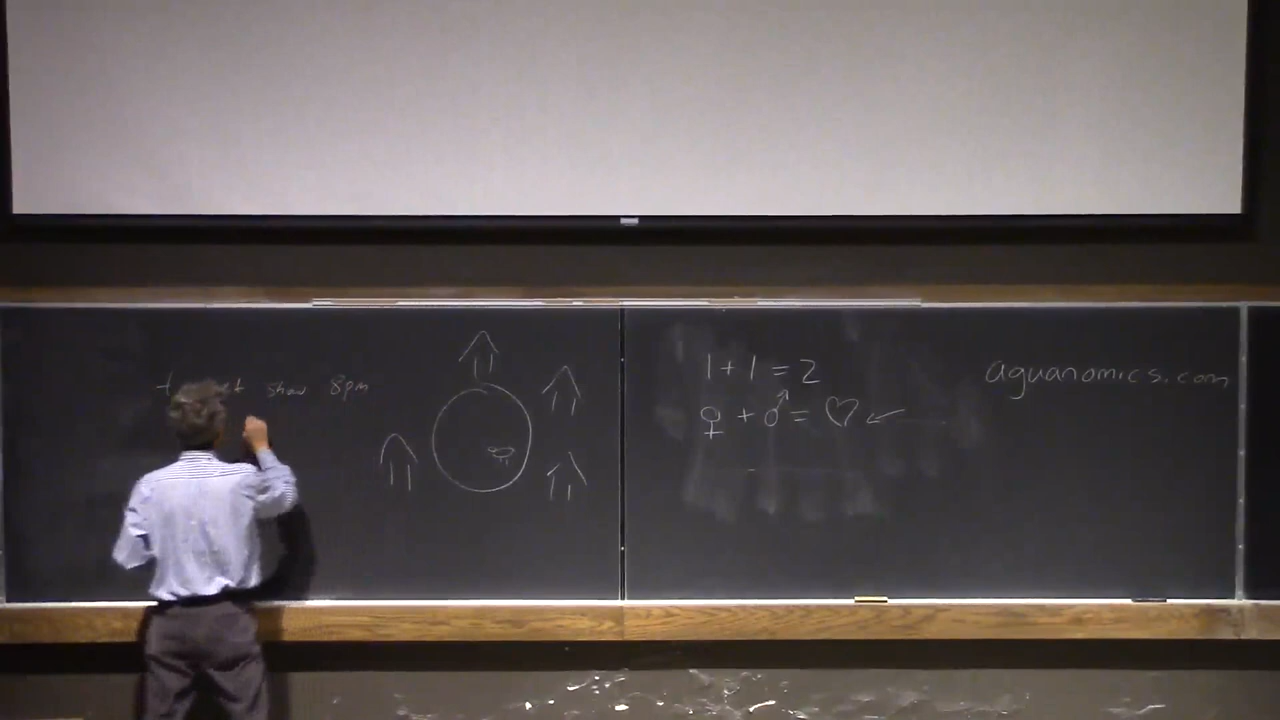 show 8pm
1 + 1 = 2
♀ + ♂ = ♡ ←
aguanomics.com